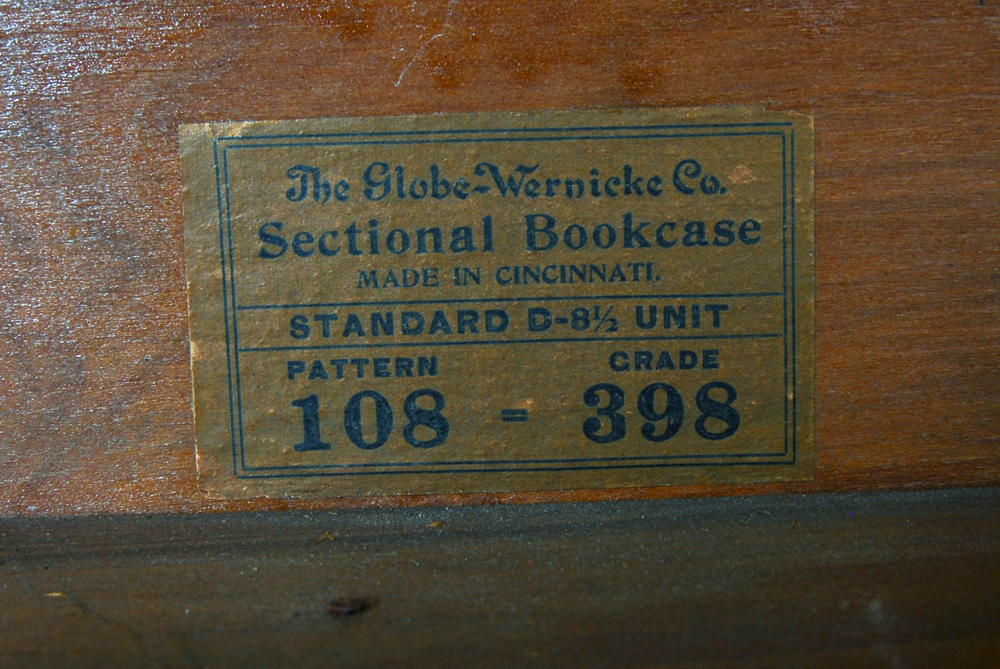 The Globe-Wernicke Co.
Sectional Bookcase
MADE IN CINCINNATI.
STANDARD D-8½ UNIT
PATTERN GRADE
108 - 398